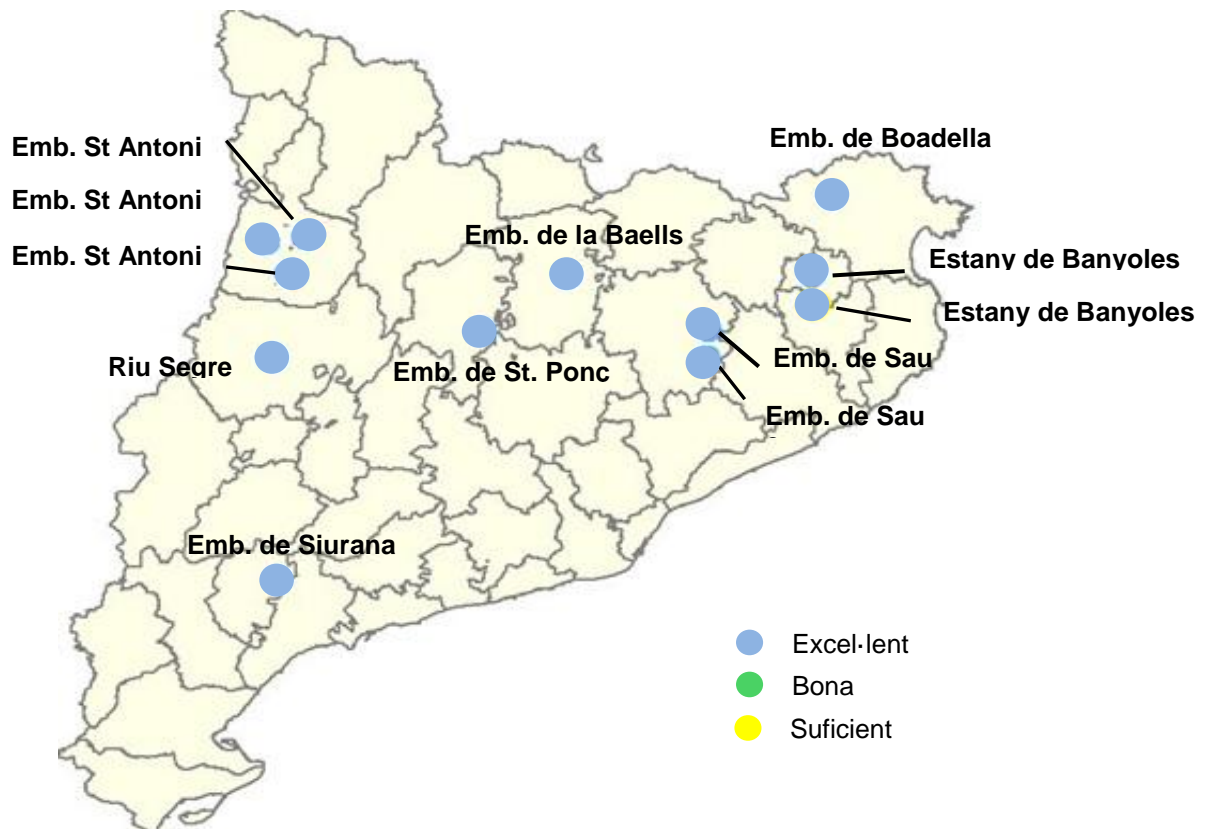 Emb. de Boadella
Emb. St Antoni
Emb. St Antoni
Emb. St Antoni
Emb. de la Baells
Estany de Banyoles
Estany de Banyoles
Riu Segre
Emb. de St. Ponc
Emb. de Sau
Emb. de Sau
Emb. de Siurana
Excel·lent
Bona
Suficient